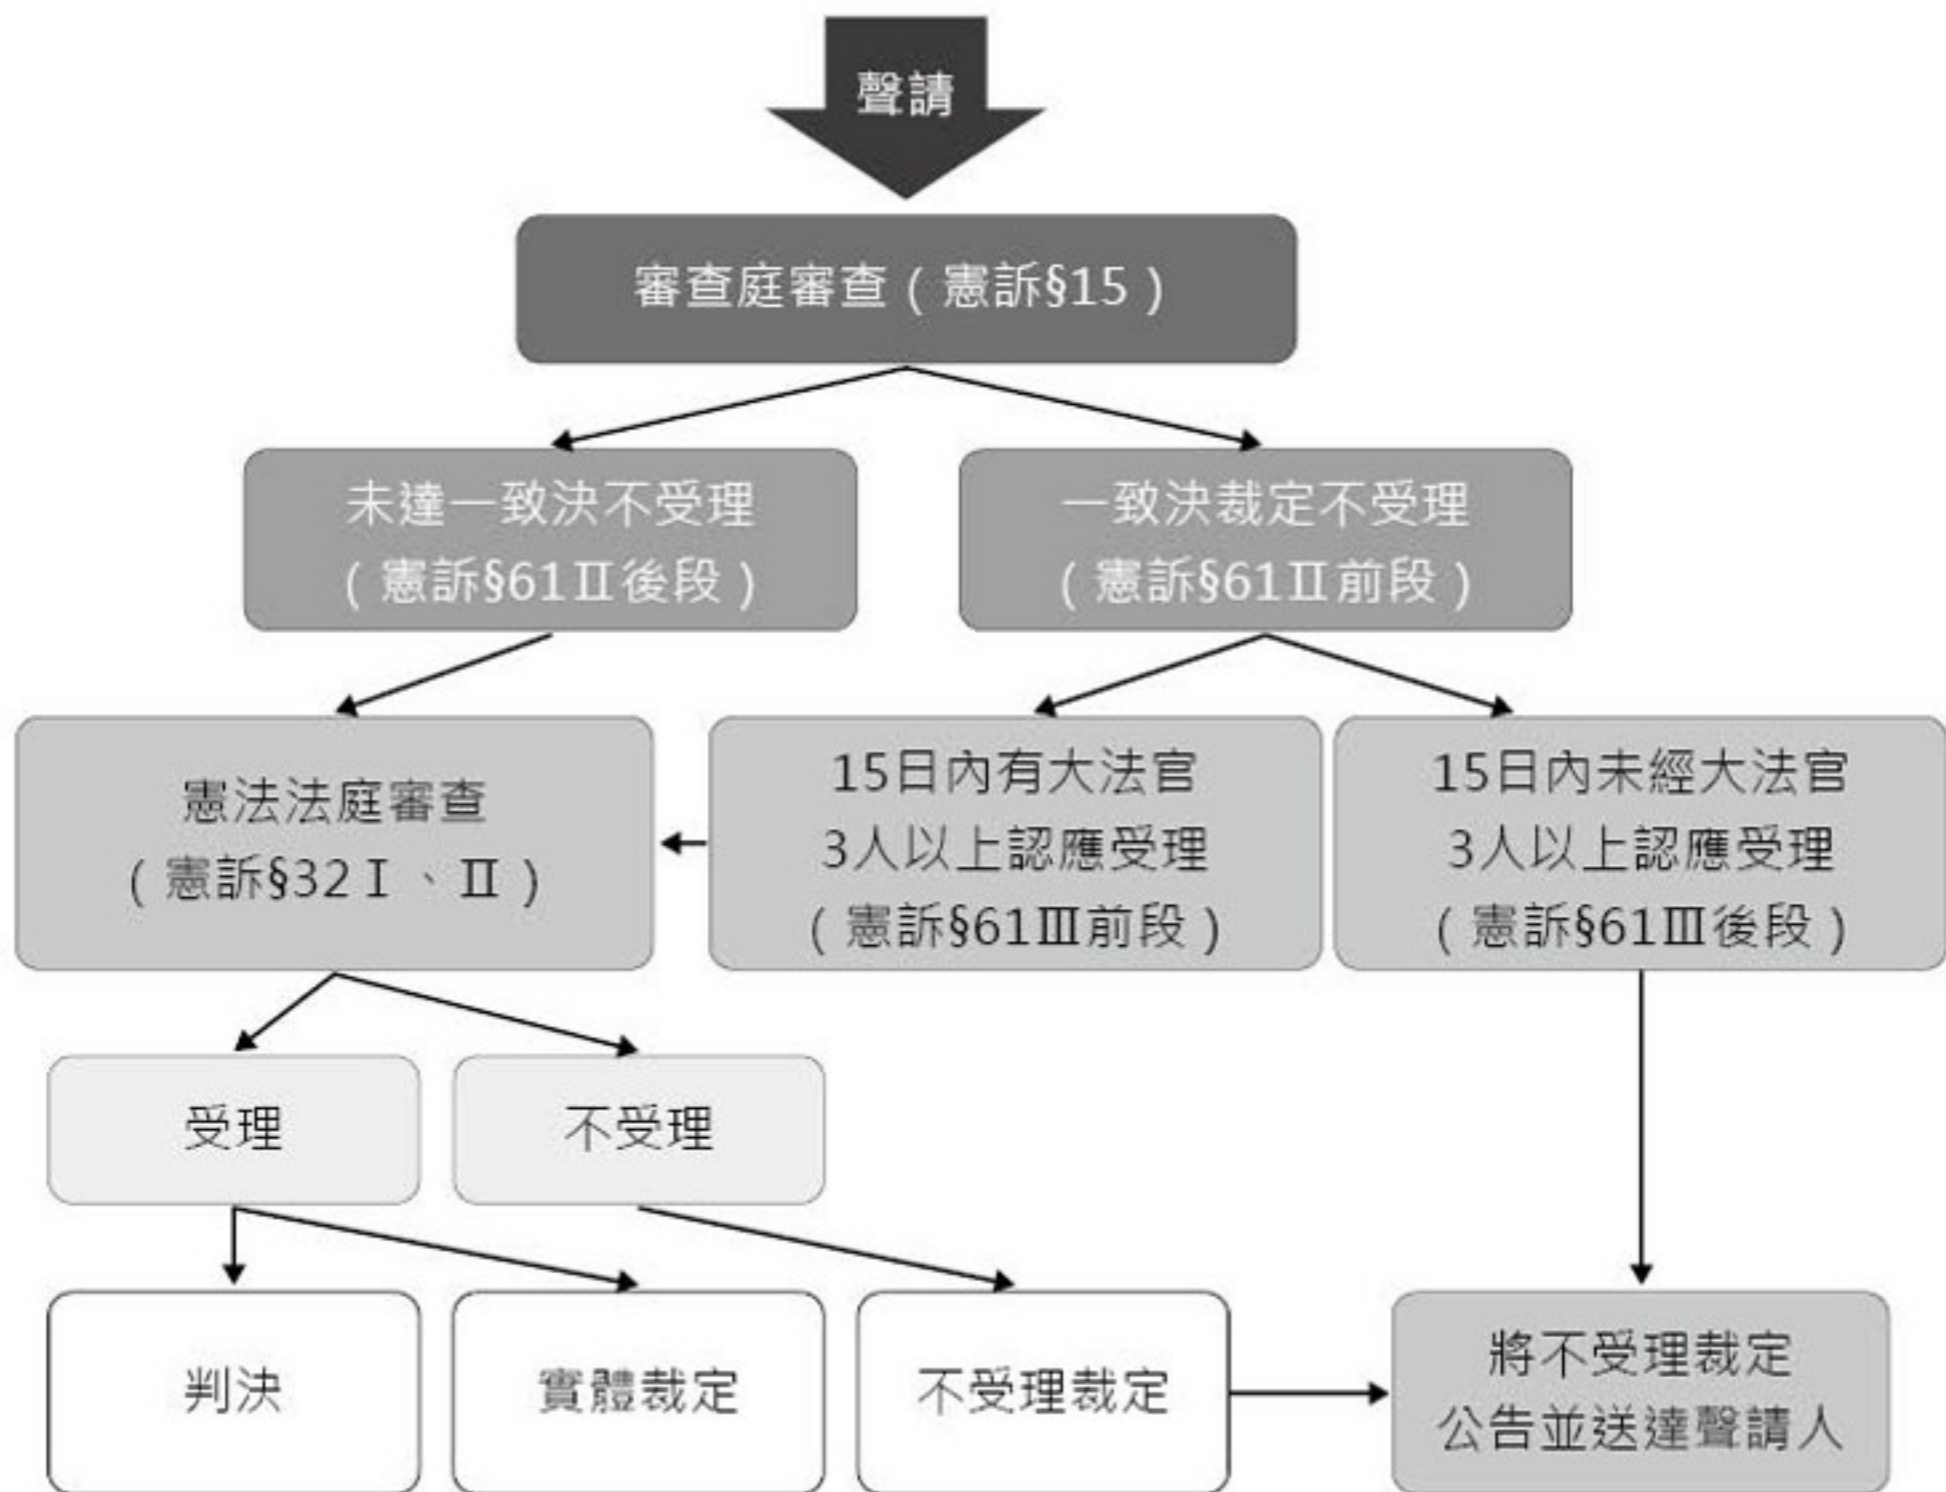 聲請
審查庭審查(憲訴§15)
未達一致決不受理
(憲訴§61Ⅱ後段)
一致決裁定不受理
(憲訴§61Ⅱ前段)
憲法法庭審查
(憲訴§32Ⅰ、Ⅱ)
15日內有大法官
3人以上認應受理
(憲訴§61Ⅲ前段)
15日內未經大法官
3人以上認應受理
(憲訴§61Ⅲ後段)
受理
不受理
判決
實體裁定
不受理裁定
將不受理裁定
公告並送達聲請人